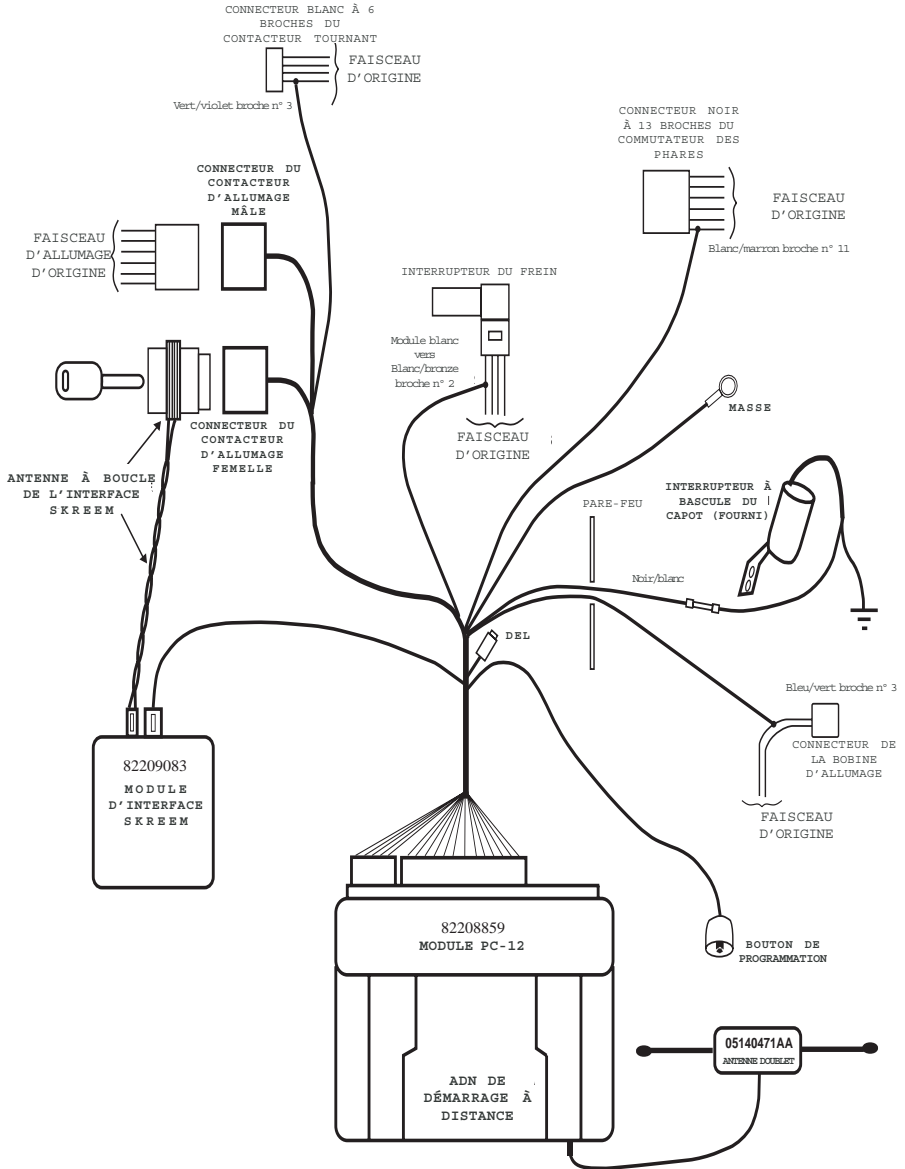 CONNECTEUR BLANC À 6
BROCHES DU
CONTACTEUR TOURNANT
FAISCEAU
D'ORIGINE
Vert/violet broche n° 3
CONNECTEUR NOIR
À 13 BROCHES DU
COMMUTATEUR DES
PHARES
FAISCEAU
D'ORIGINE
Blanc/marron broche n° 11
CONNECTEUR DU
CONTACTEUR
D'ALLUMAGE
MÂLE
FAISCEAU
D'ALLUMAGE
D'ORIGINE
INTERRUPTEUR DU FREIN
Module blanc
vers
Blanc/bronze
broche n° 2
FAISCEAU
D'ORIGINE
MASSE
CONNECTEUR DU
CONTACTEUR
D'ALLUMAGE
FEMELLE
ANTENNE À BOUCLE
DE L'INTERFACE
SKREEM
INTERRUPTEUR À
BASCULE DU
CAPOT (FOURNI)
PARE-FEU
Noir/blanc
DEL
Bleu/vert broche n° 3
CONNECTEUR DE
LA BOBINE
D'ALLUMAGE
FAISCEAU
D'ORIGINE
82209083
MODULE
D'INTERFACE
SKREEM
82208859
MODULE PC-12
BOUTON DE
PROGRAMMATION
05140471AA
ANTENNE DOUBLET
ADN DE
DÉMARRAGE À
DISTANCE